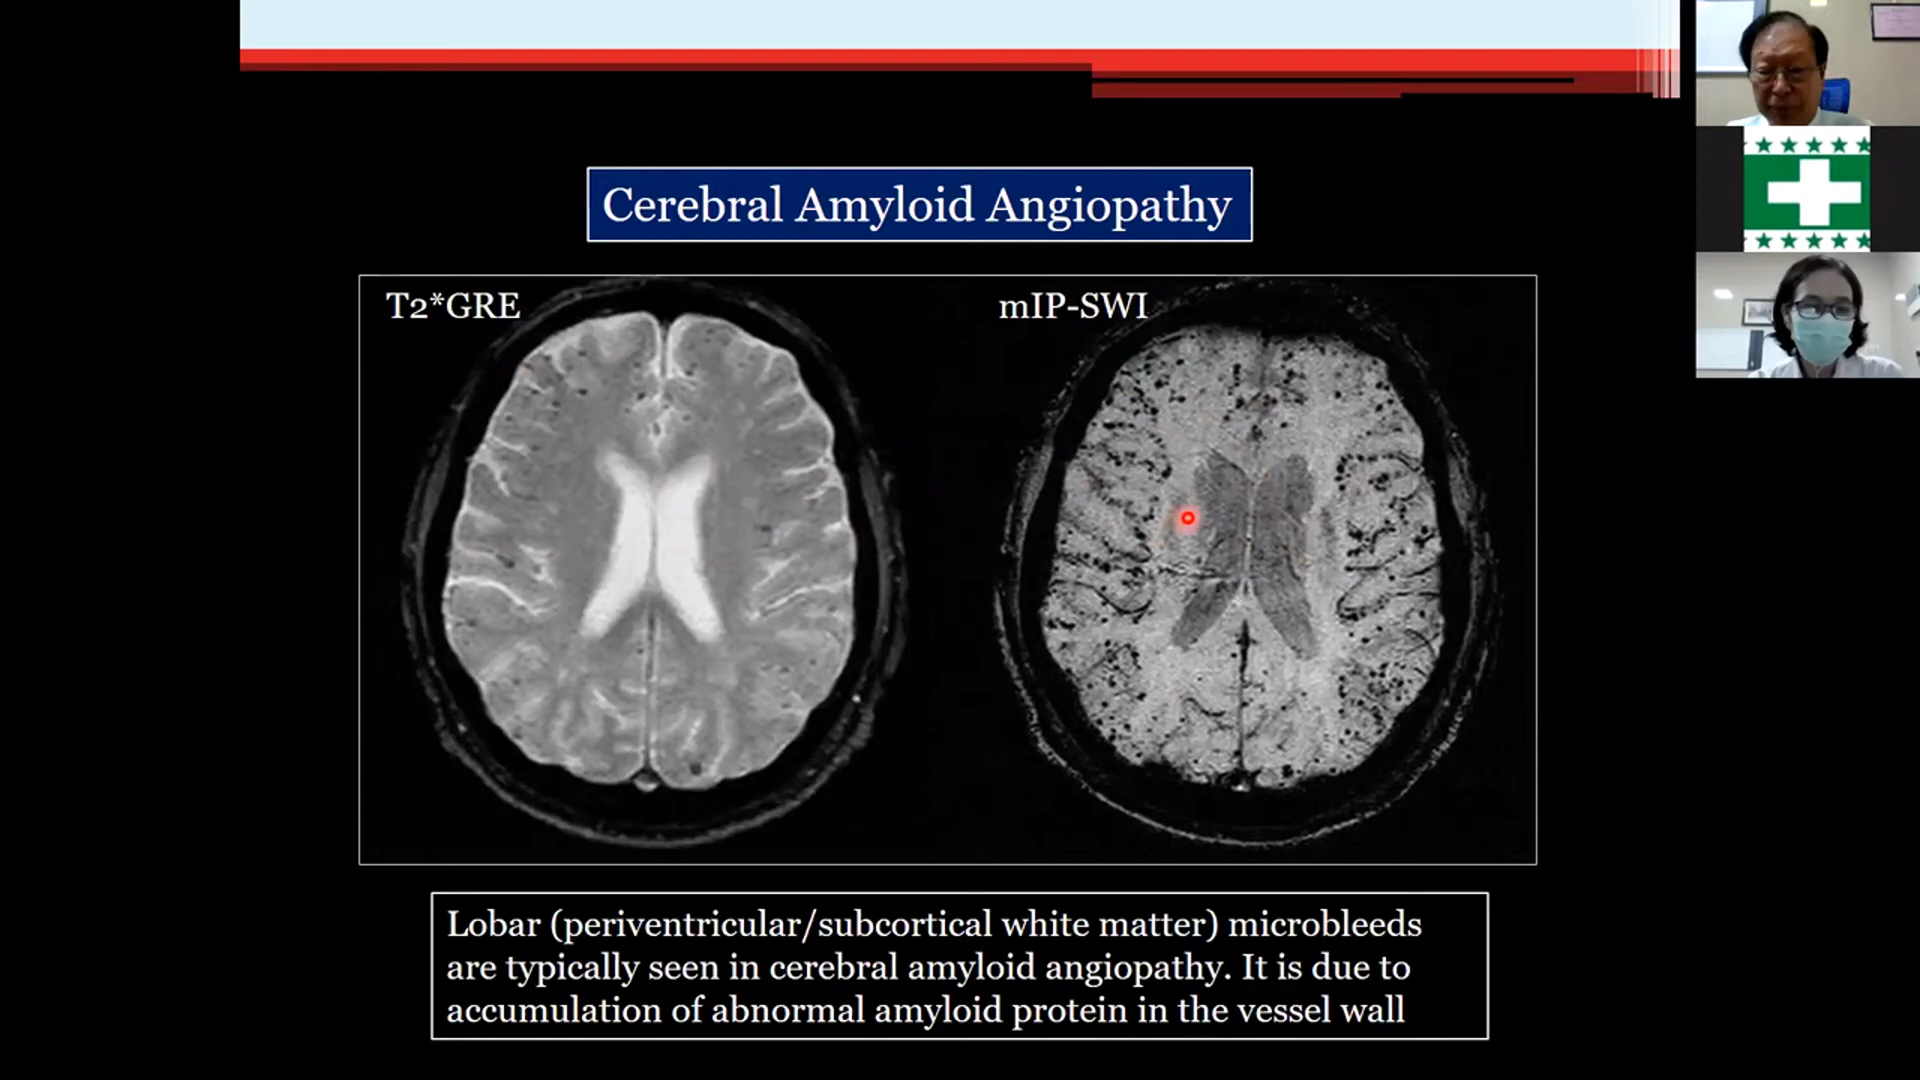 Cerebral Amyloid Angiopathy
T2*GRE
mIP-SWI
Lobar (periventricular/subcortical white matter) microbleeds
are typically seen in cerebral amyloid angiopathy. It is due to
accumulation of abnormal amyloid protein in the vessel wall